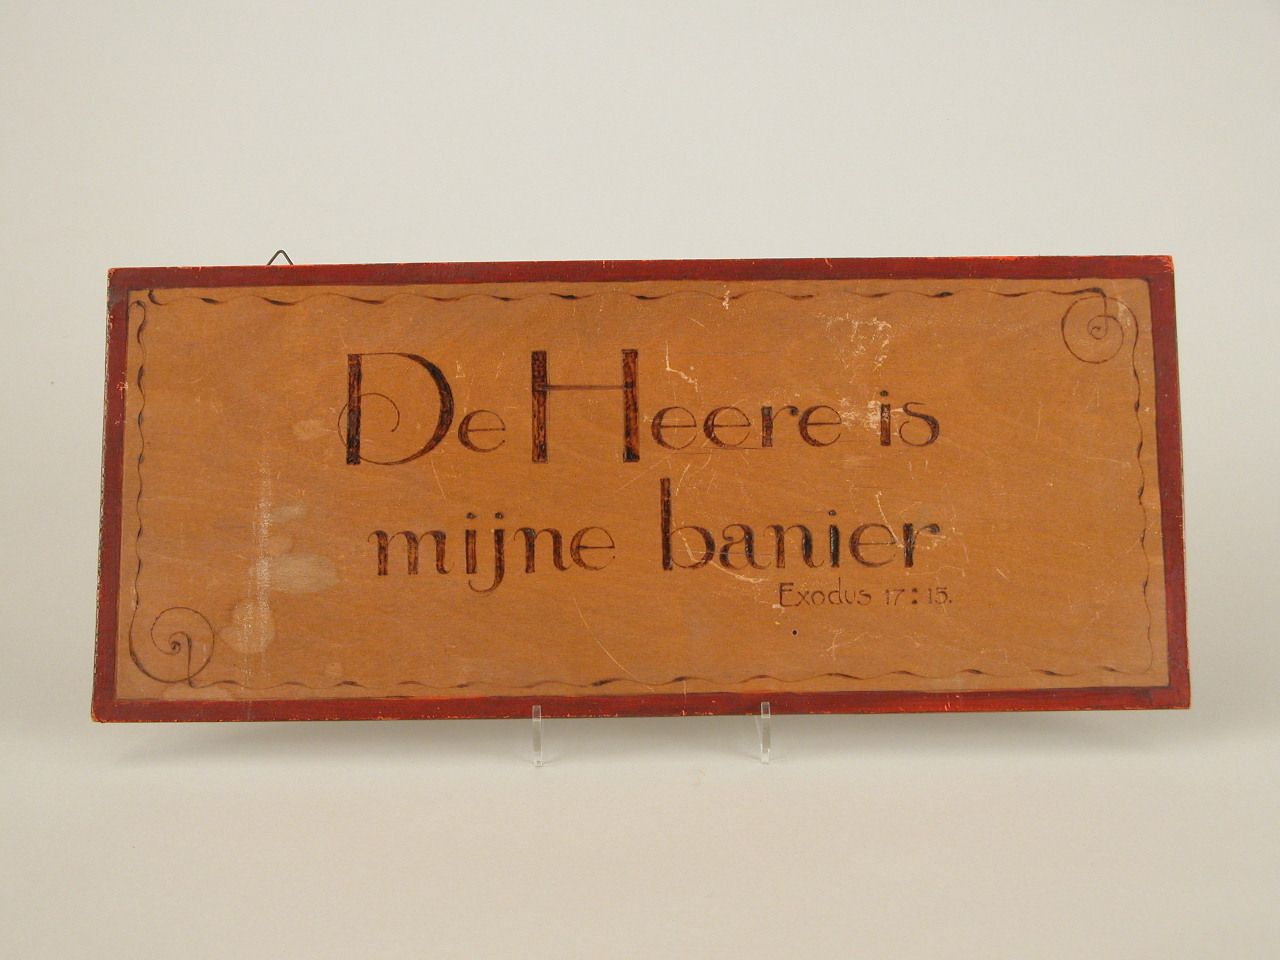 De Heere is
mijne banier
Exodus 17:15.